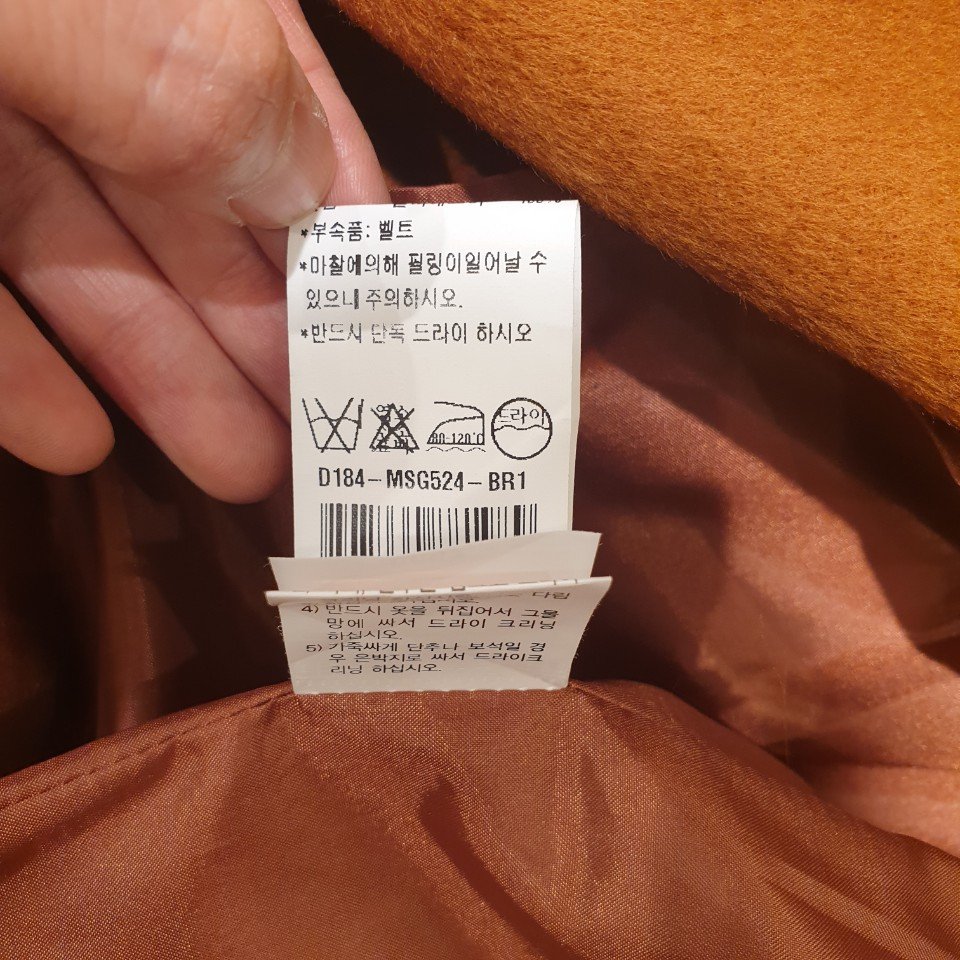 *부속품: 벨트
*마찰에의해 필링이일어날 수
있으니 주의하시오.
*반드시 단독 드라이 하시오
80-120℃
드라이
D184-MSG524-BR1
다림
4) 반드시 옷을 뒤집어서 그물
망에 싸서 드라이 크리닝
하십시오.
5) 가죽싸게 단추나 보석일 경
우 은박지로 싸서 드라이크
리닝 하십시오.